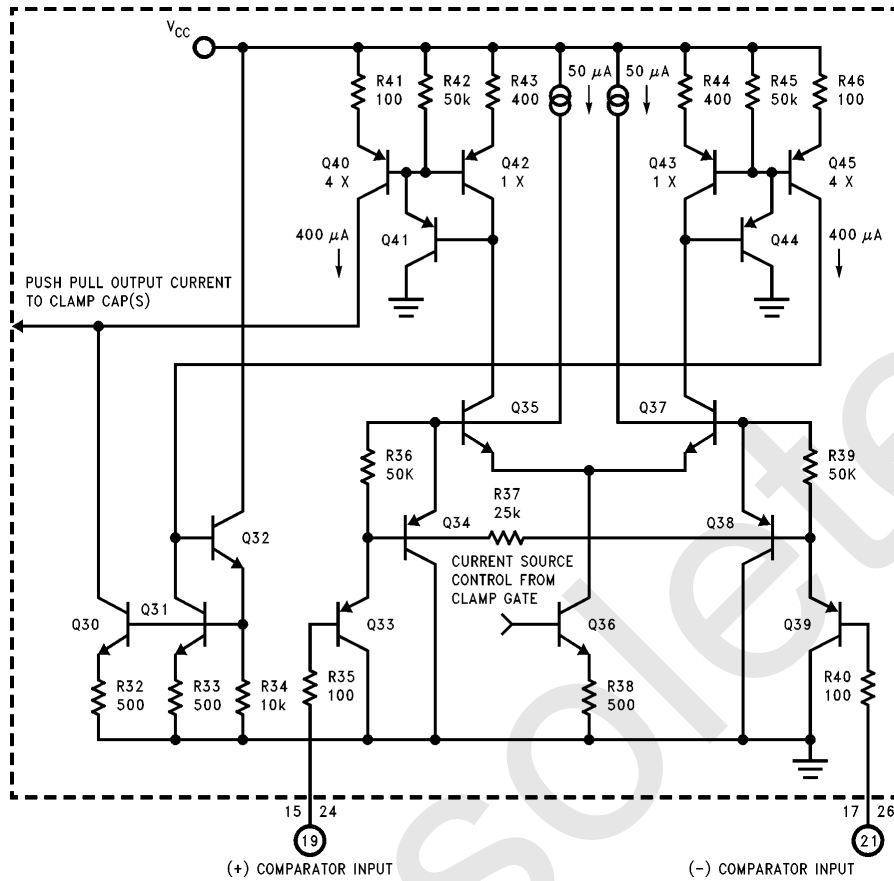 VCC
R41
100
R42
50k
R43
400
50 μA
50 μA
R44
400
R45
50k
R46
100
Q40
4 X
Q42
1 X
Q43
1 X
Q45
4 X
400 μA
Q41
Q44
400 μA
PUSH PULL OUTPUT CURRENT
TO CLAMP CAP(S)
Q35
Q37
R36
50K
R39
50K
R37
25k
Q34
Q38
Q32
CURRENT SOURCE
CONTROL FROM
CLAMP GATE
Q30
Q31
Q33
Q36
Q39
R32
500
R33
500
R34
10k
R35
100
R38
500
R40
100
15
24
17
26
19
21
(+) COMPARATOR INPUT
(-) COMPARATOR INPUT
solete